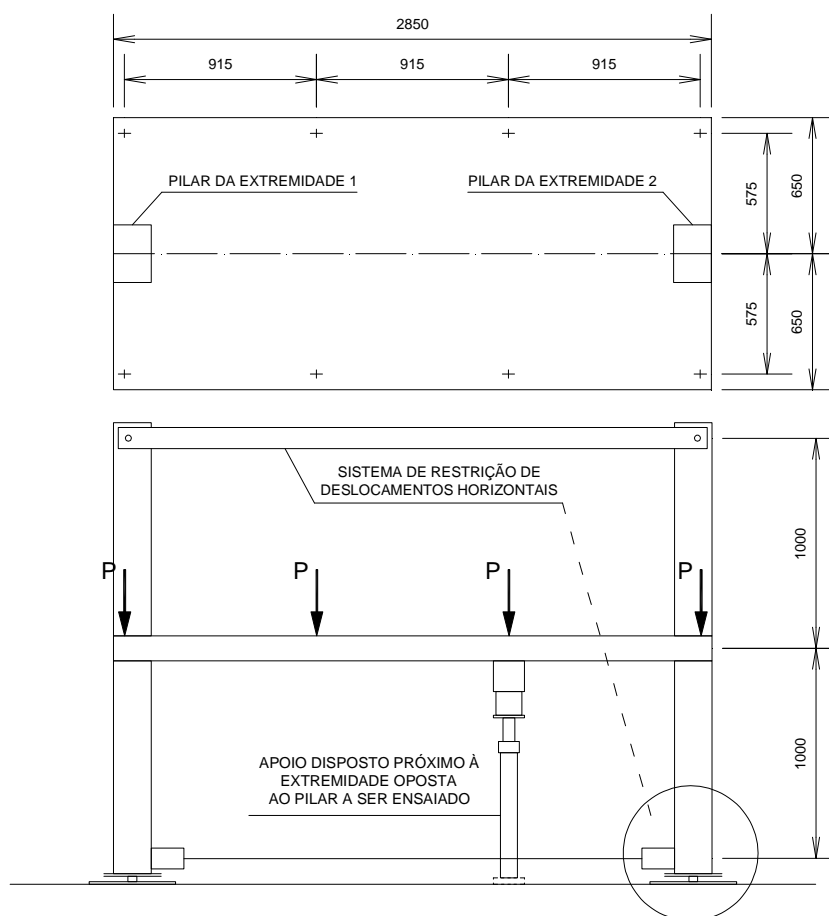 2850
915 915 915
PILAR DA EXTREMIDADE 1 PILAR DA EXTREMIDADE 2
575
650
575
650
SISTEMA DE RESTRIÇÃO DE
DESLOCAMENTOS HORIZONTAIS
1000
P P P P
APOIO DISPOSTO PRÓXIMO À
EXTREMIDADE OPOSTA
AO PILAR A SER ENSAIADO
1000